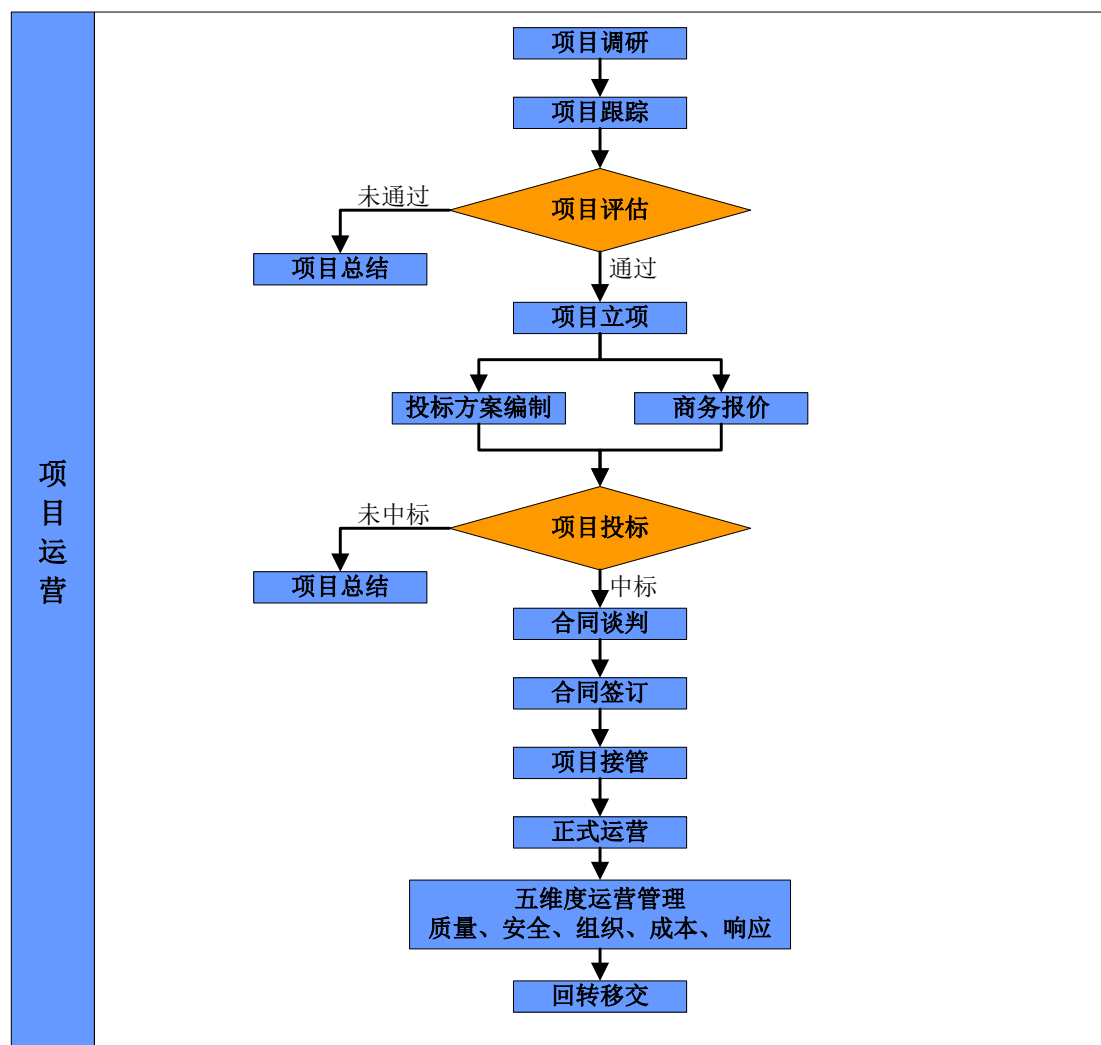 项目运营
项目调研
项目跟踪
未通过
项目评估
项目总结
通过
项目立项
投标方案编制
商务报价
未中标
项目投标
项目总结
中标
合同谈判
合同签订
项目接管
正式运营
五维度运营管理
质量、安全、组织、成本、响应
回转移交